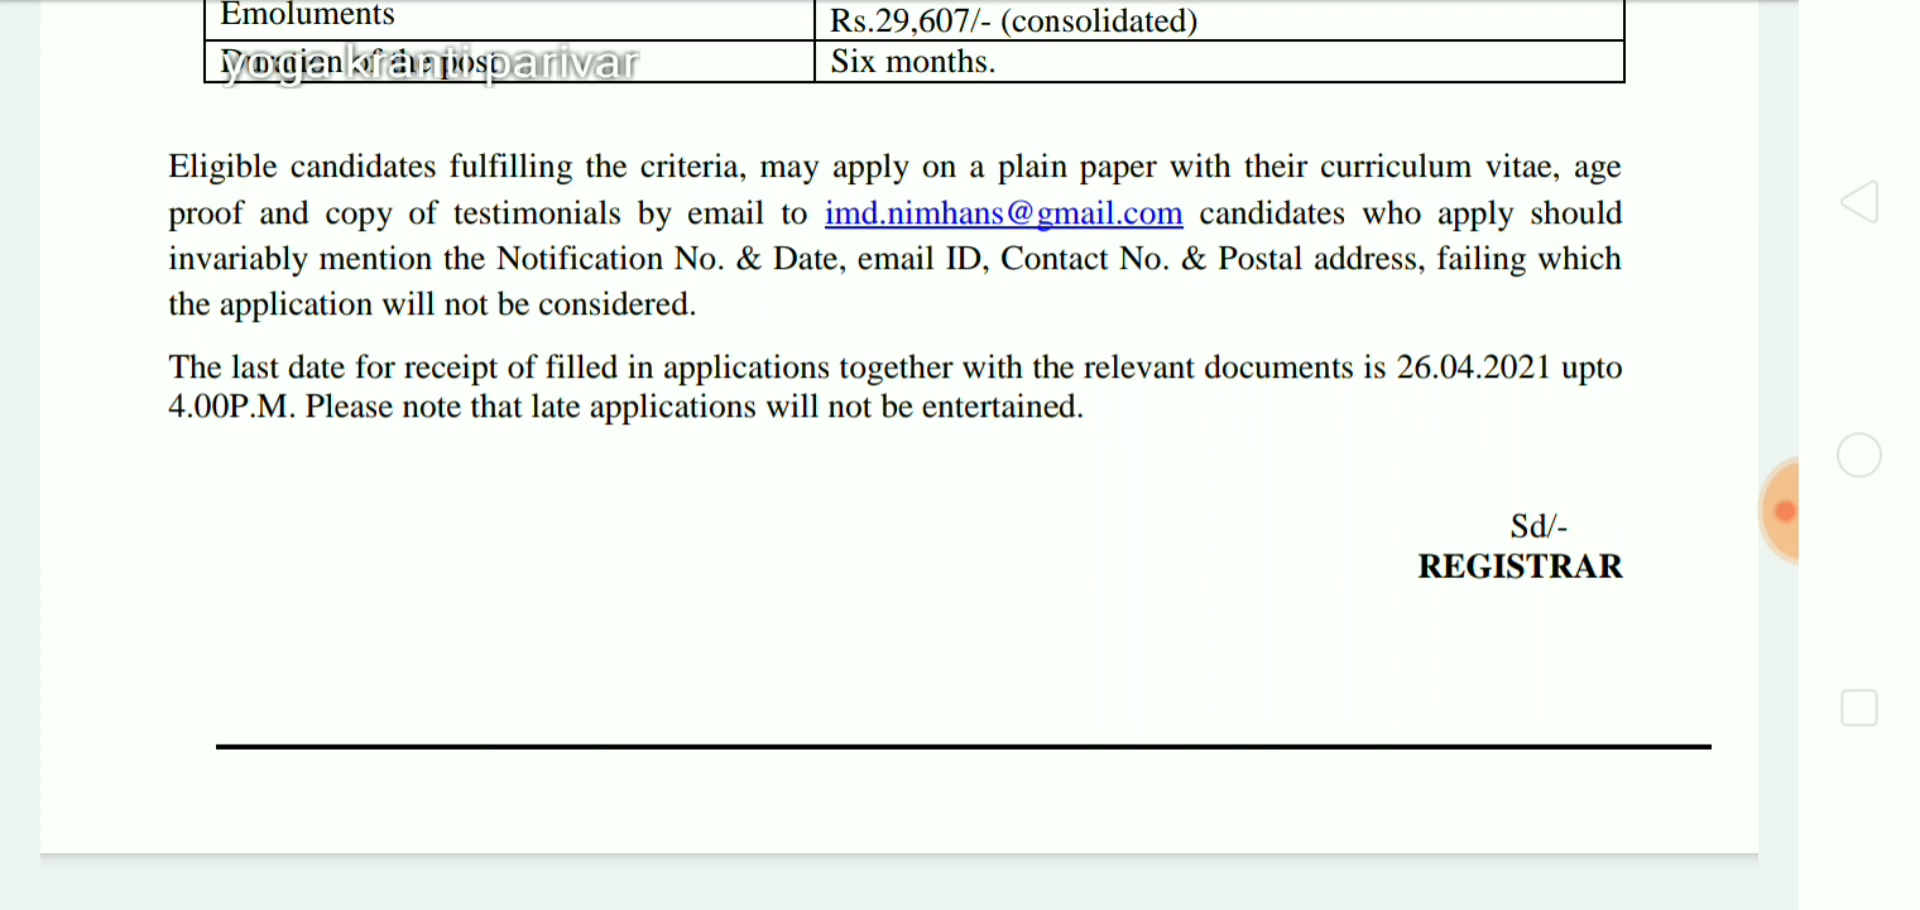 Emoluments Rs.29,607/- (consolidated)
Duration of the post Six months.
yoga kranti parivar
Eligible candidates fulfilling the criteria, may apply on a plain paper with their curriculum vitae, age
proof and copy of testimonials by email to imd.nimhans@gmail.com candidates who apply should
invariably mention the Notification No. & Date, email ID, Contact No. & Postal address, failing which
the application will not be considered.
The last date for receipt of filled in applications together with the relevant documents is 26.04.2021 upto
4.00P.M. Please note that late applications will not be entertained.
Sd/-
REGISTRAR